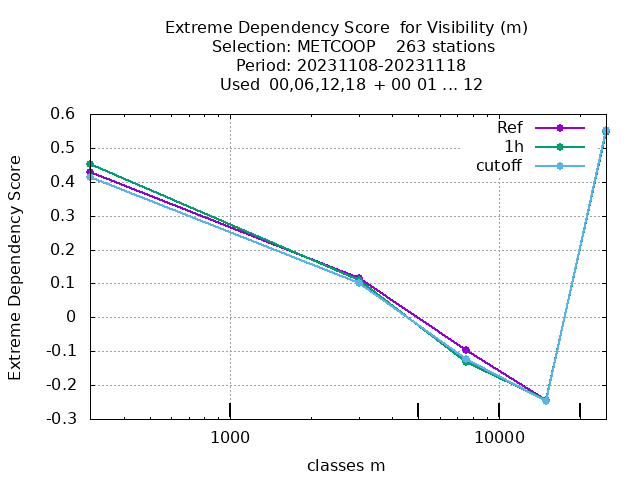 Extreme Dependency Score  for Visibility (m)
Selection: METCOOP    263 stations
Period: 20231108-20231118
Used  00,06,12,18  + 00 01 ... 12
Ref
1h
cutoff
0.6
0.5
0.4
0.3
0.2
0.1
0
-0.1
-0.2
-0.3
Extreme Dependency Score
1000
10000
classes m